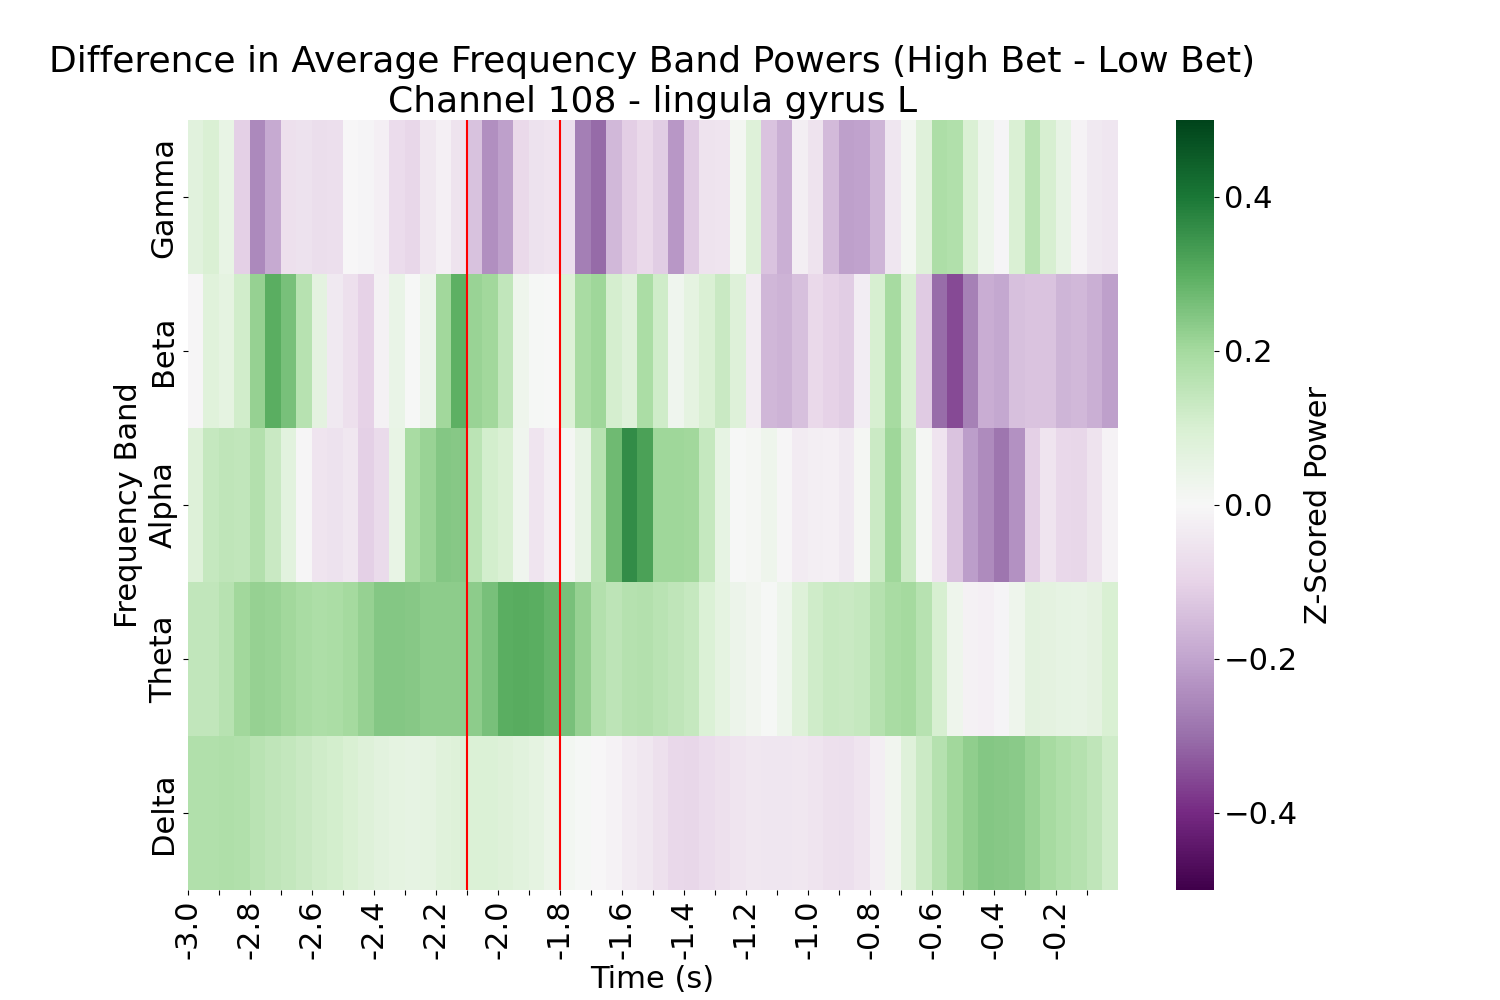 Difference in Average Frequency Band Powers (High Bet - Low Bet)
Channel 108 - lingula gyrus L
Frequency Band
Gamma
Beta
Alpha
Theta
Delta
-3.0
-2.8
-2.6
-2.4
-2.2
-2.0
-1.8
-1.6
-1.4
-1.2
-1.0
-0.8
-0.6
-0.4
-0.2
Time (s)
0.4
0.2
0.0
−0.2
−0.4
Z-Scored Power